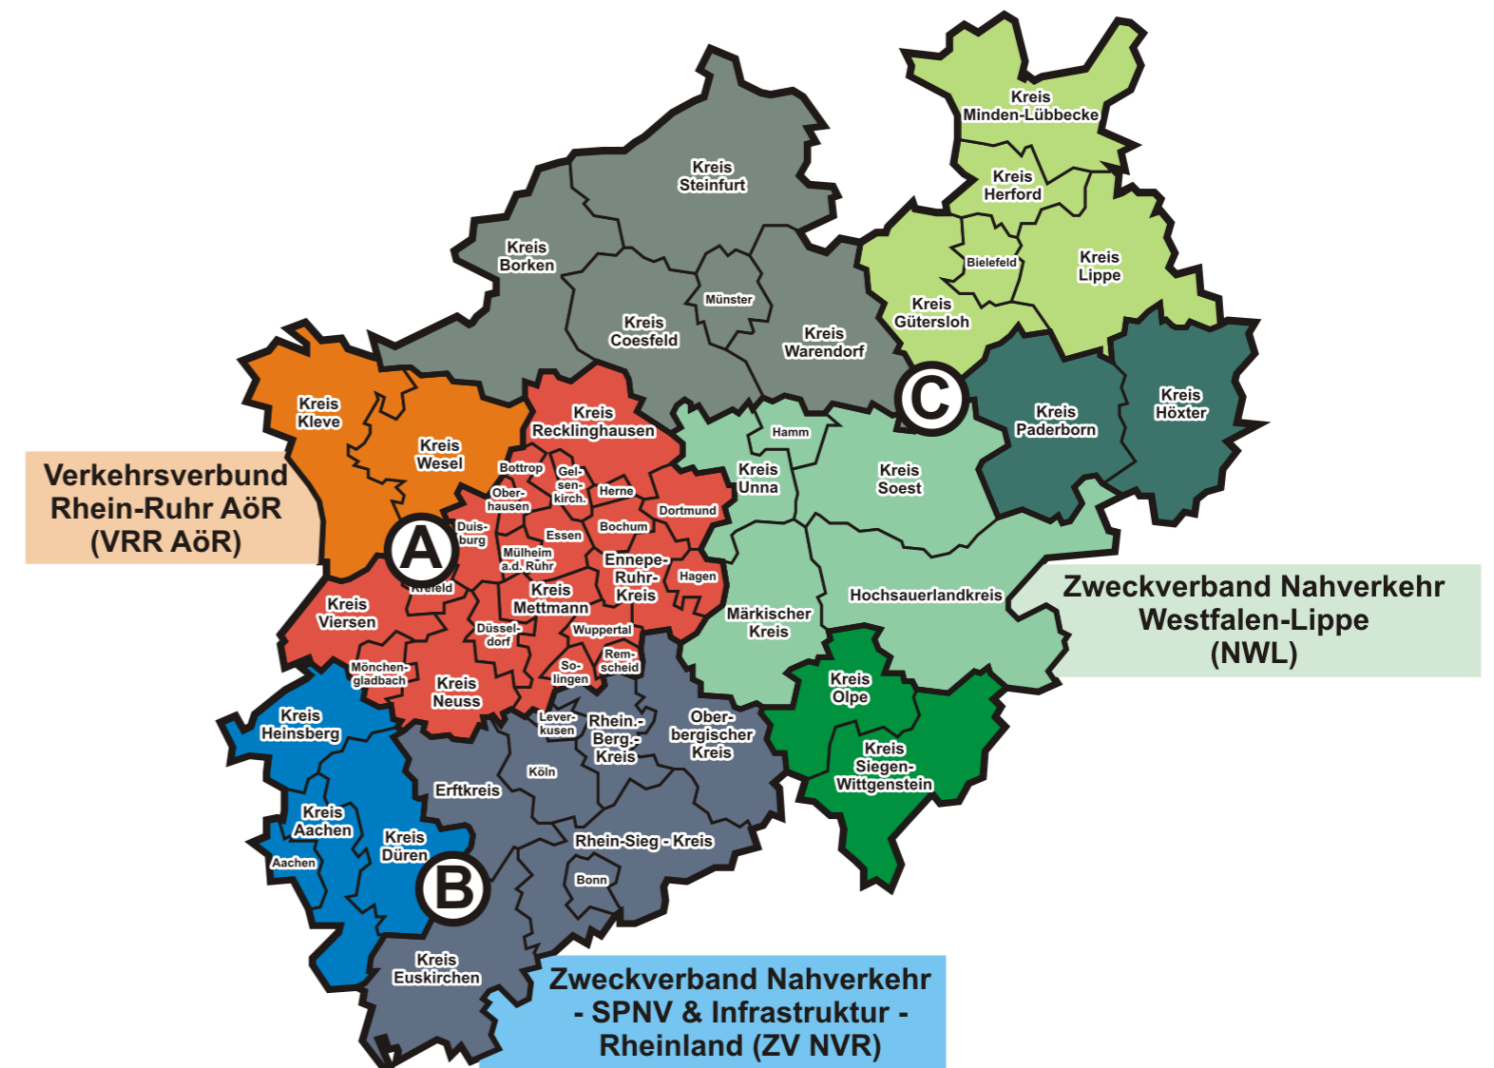 Kreis
Minden-Lübbecke
Kreis
Herford
Kreis
Steinfurt
Kreis
Borken
Bielefeld
Kreis
Lippe
Münster
Kreis
Gütersloh
Kreis
Coesfeld
Kreis
Warendorf
C
Kreis
Kleve
Kreis
Recklinghausen
Kreis
Paderborn
Kreis
Höxter
Hamm
Kreis
Wesel
Kreis
Unna
Kreis
Soest
Verkehrsverbund
Rhein-Ruhr AöR
(VRR AöR)
Bottrop
Gel-
sen-
kirch.
Ober-
hausen
Herne
Dortmund
Duis-
burg
Essen
Bochum
A
Mülheim
a.d. Ruhr
Ennepe-
Ruhr-
Kreis
Hagen
Krefeld
Kreis
Viersen
Kreis
Mettmann
Märkischer
Kreis
Hochsauerlandkreis
Zweckverband Nahverkehr
Westfalen-Lippe
(NWL)
Düssel-
dorf
Wuppertal
Mönchen-
gladbach
Kreis
Neuss
So-
lingen
Rem-
scheid
Kreis
Olpe
Kreis
Heinsberg
Lever-
kusen
Rhein.-
Berg.-
Kreis
Ober-
bergischer
Kreis
Kreis
Siegen-
Wittgenstein
Köln
Erftkreis
Kreis
Aachen
Kreis
Düren
Aachen
Rhein-Sieg - Kreis
Bonn
B
Kreis
Euskirchen
Zweckverband Nahverkehr
- SPNV & Infrastruktur -
Rheinland (ZV NVR)